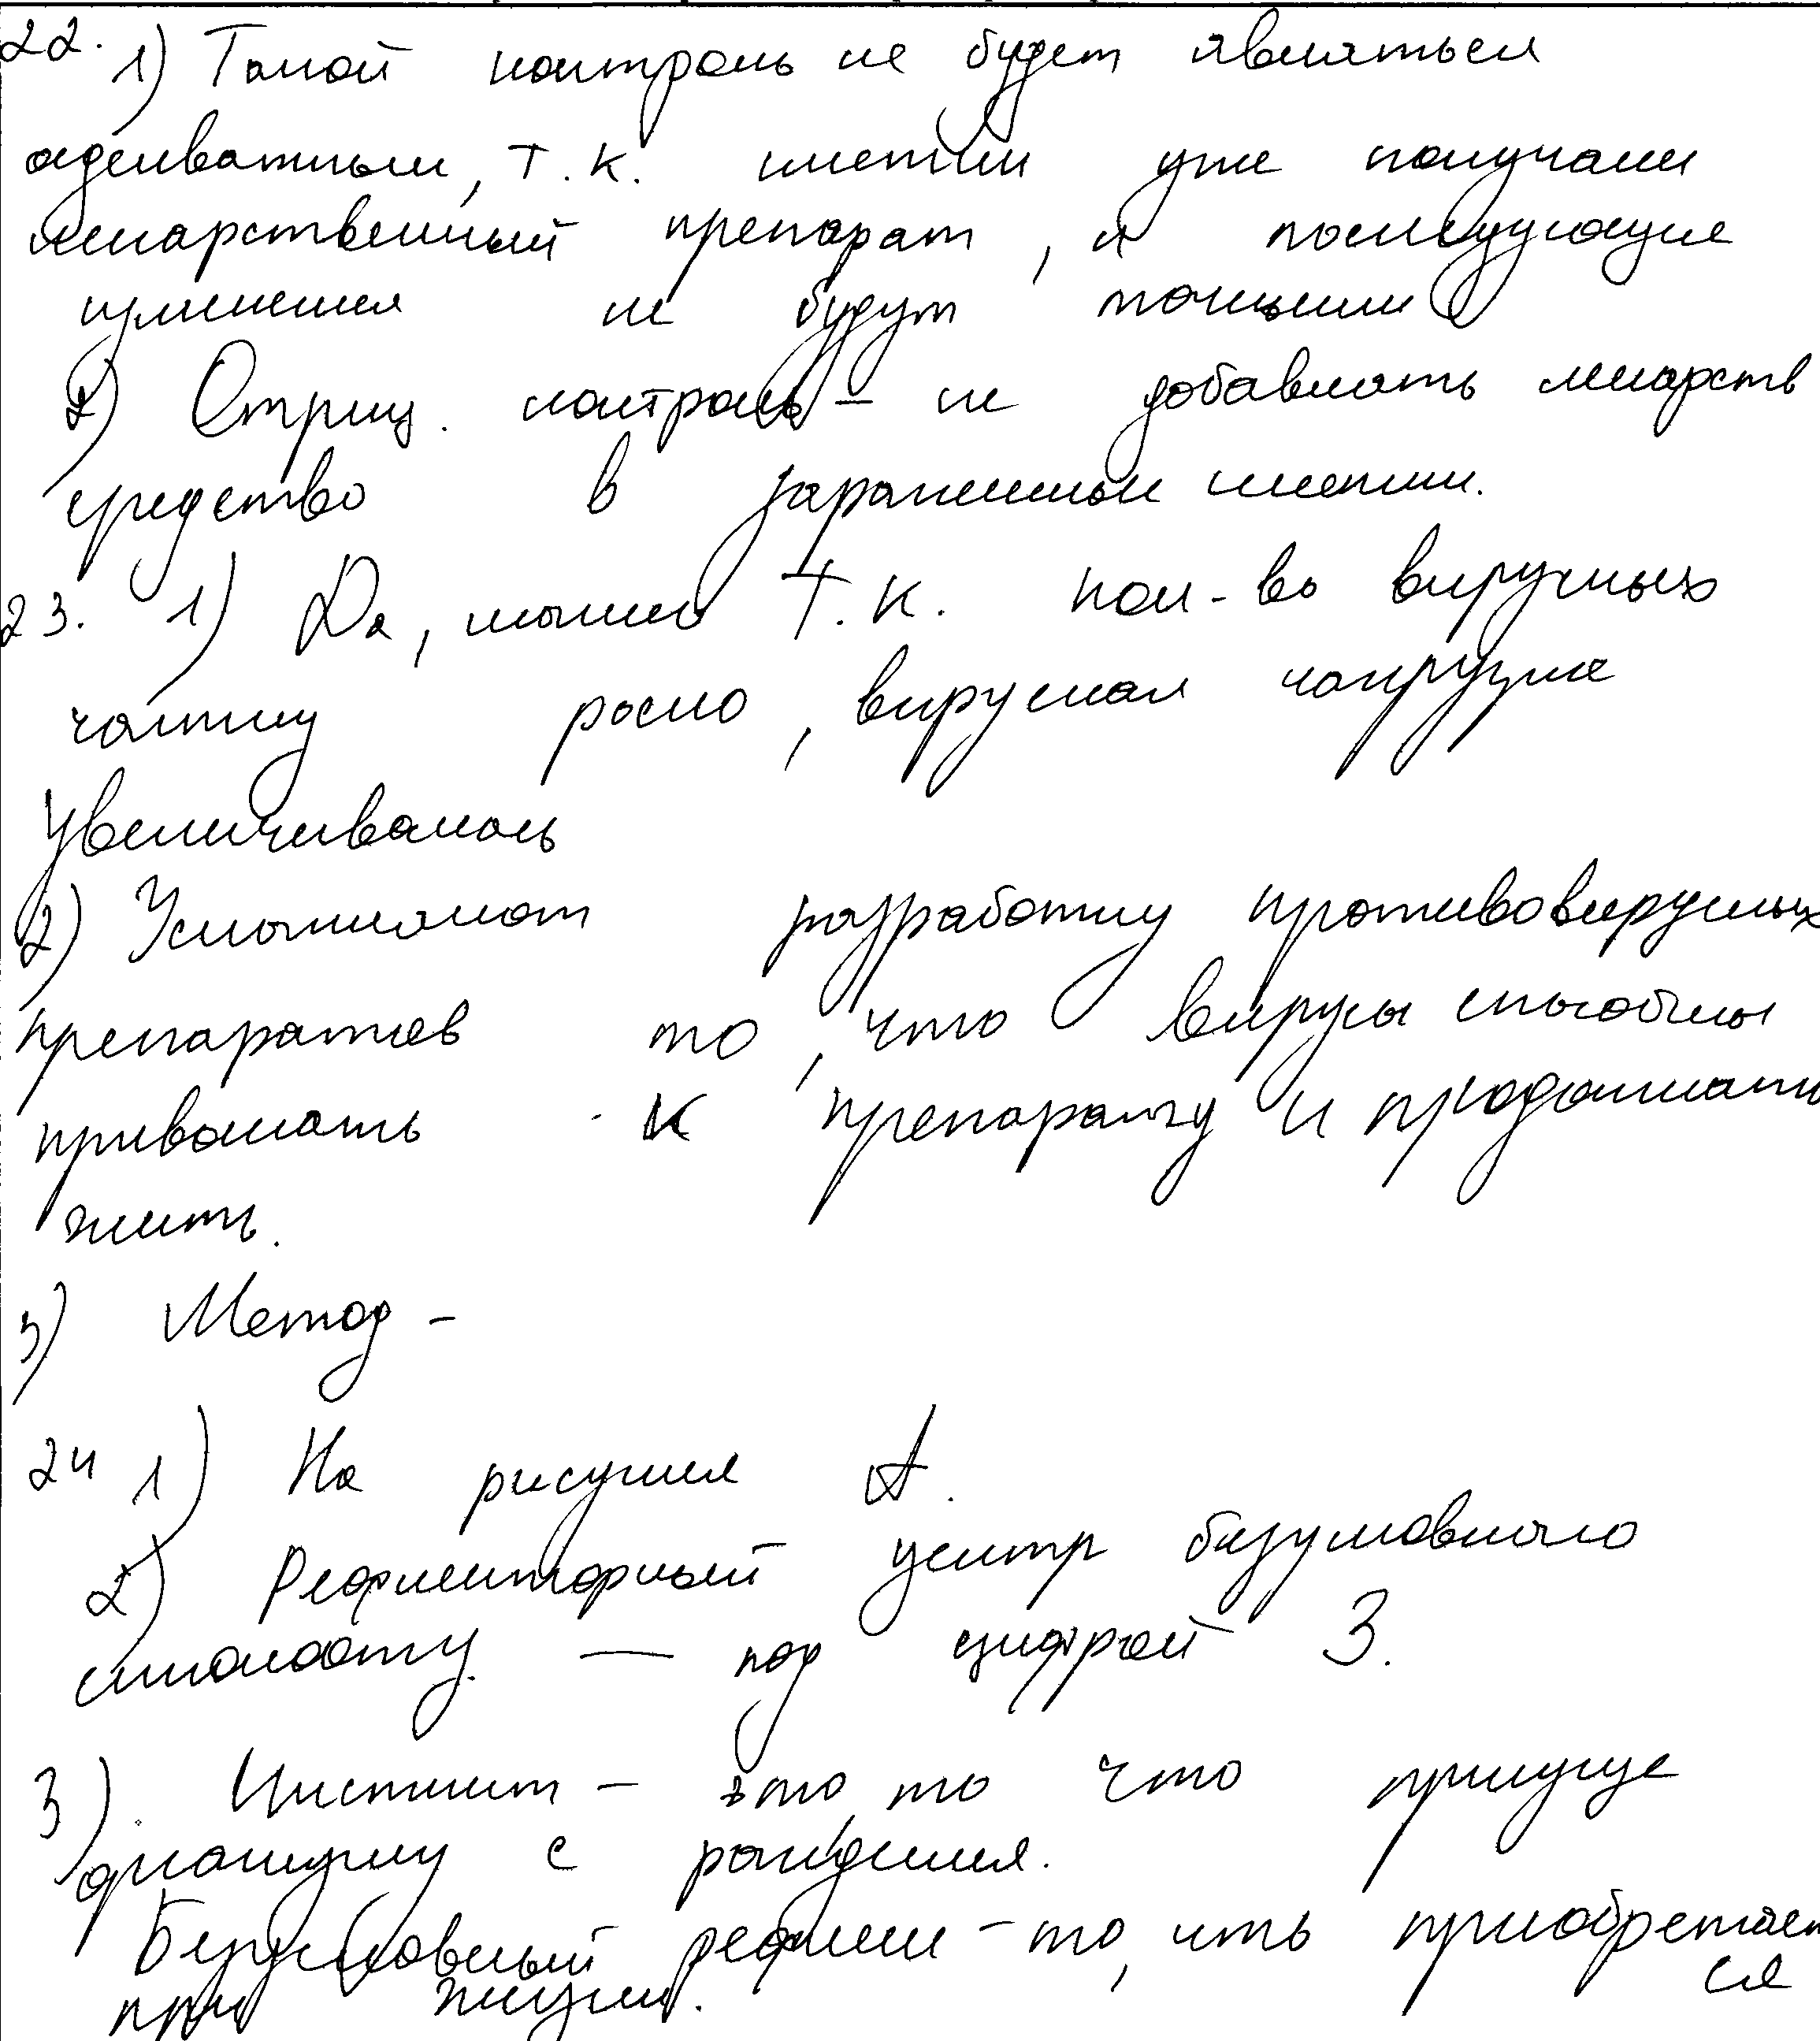 22. 1) Такой контроль не будет являться
адекватным, т.к. клетки уже получали
лекарственный препарат, и последующие
изменения не будут точными
2) Отриц. контроль – не добавлять лекарств
средство в зараженные клетки.
23. 1) Да, можно т.к. кол-во вирусных
частиц росло, вирусная нагрузка
увеличивалась
2) Усложняют разработку противовирусных
препаратов то, что вирусы способны
привыкать к препарату и продолжать
жить.
3) Метод –
24 1) На рисунке А.
2) Рефлекторный центр безусловного
— под цифрой 3.
3) Инстинкт – это то что присуще
организму с рождения.
Безусловный рефлекс – то, что приобретает
ся
при жизни.